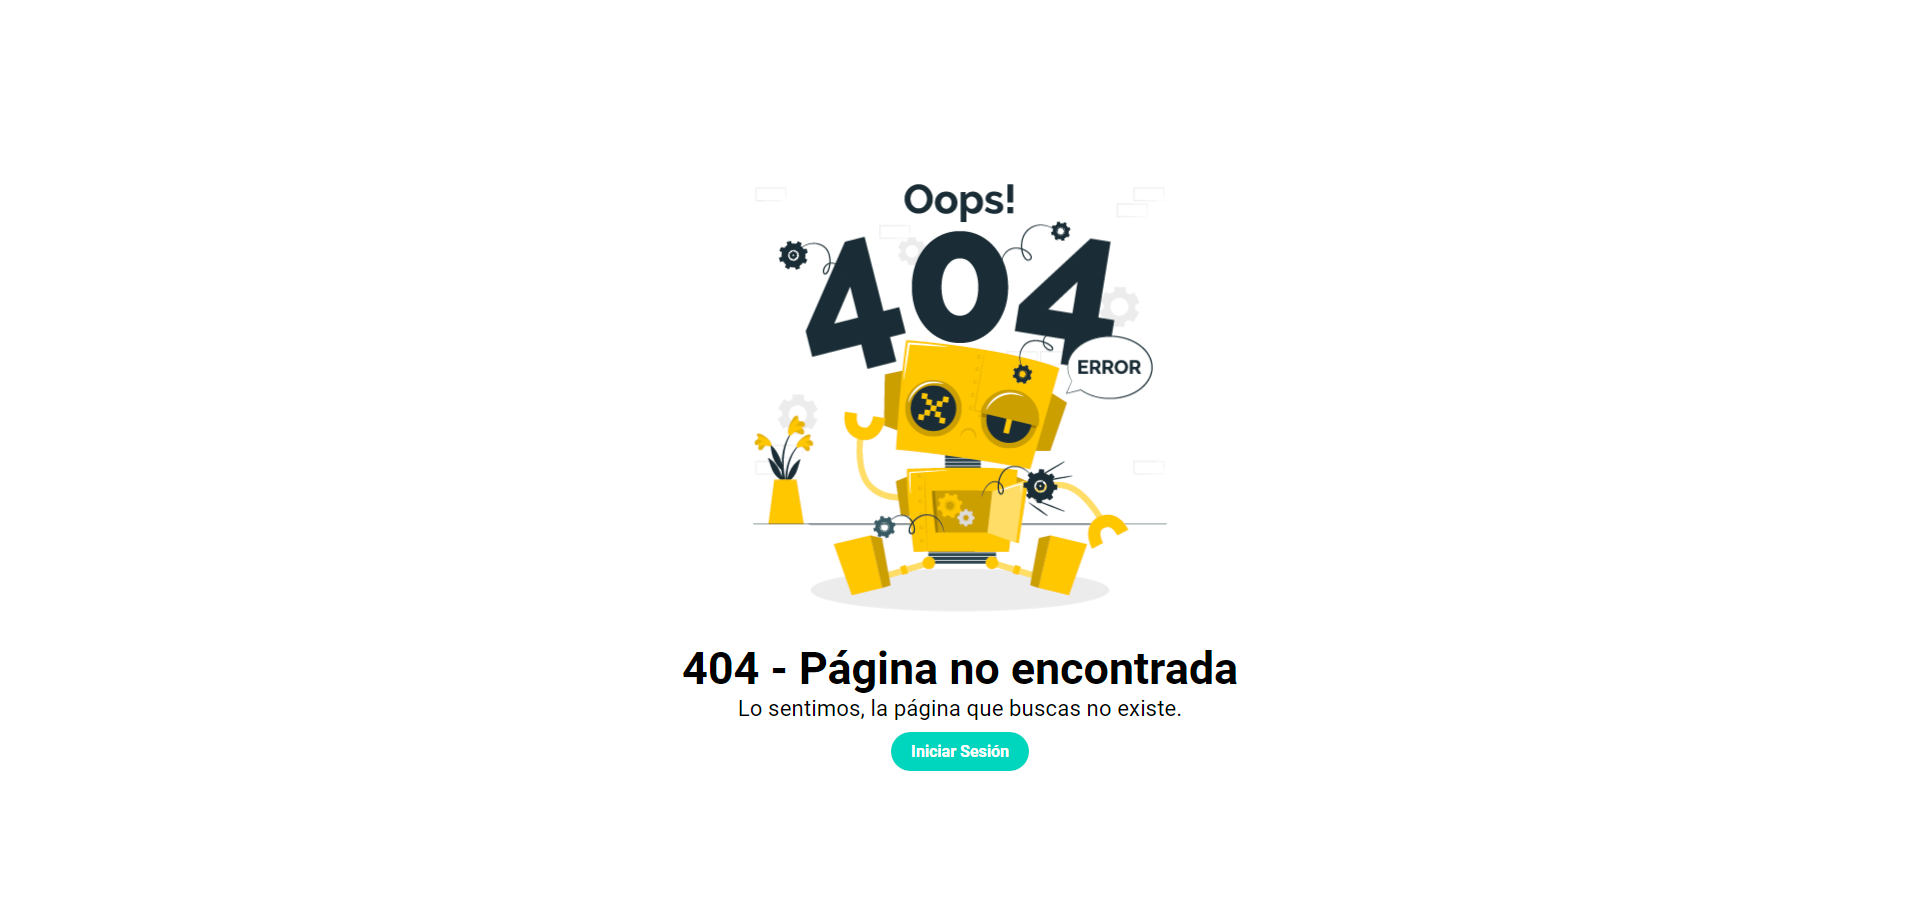 Oops!
404
ERROR
404 - Página no encontrada
Lo sentimos, la página que buscas no existe.
Iniciar Sesión